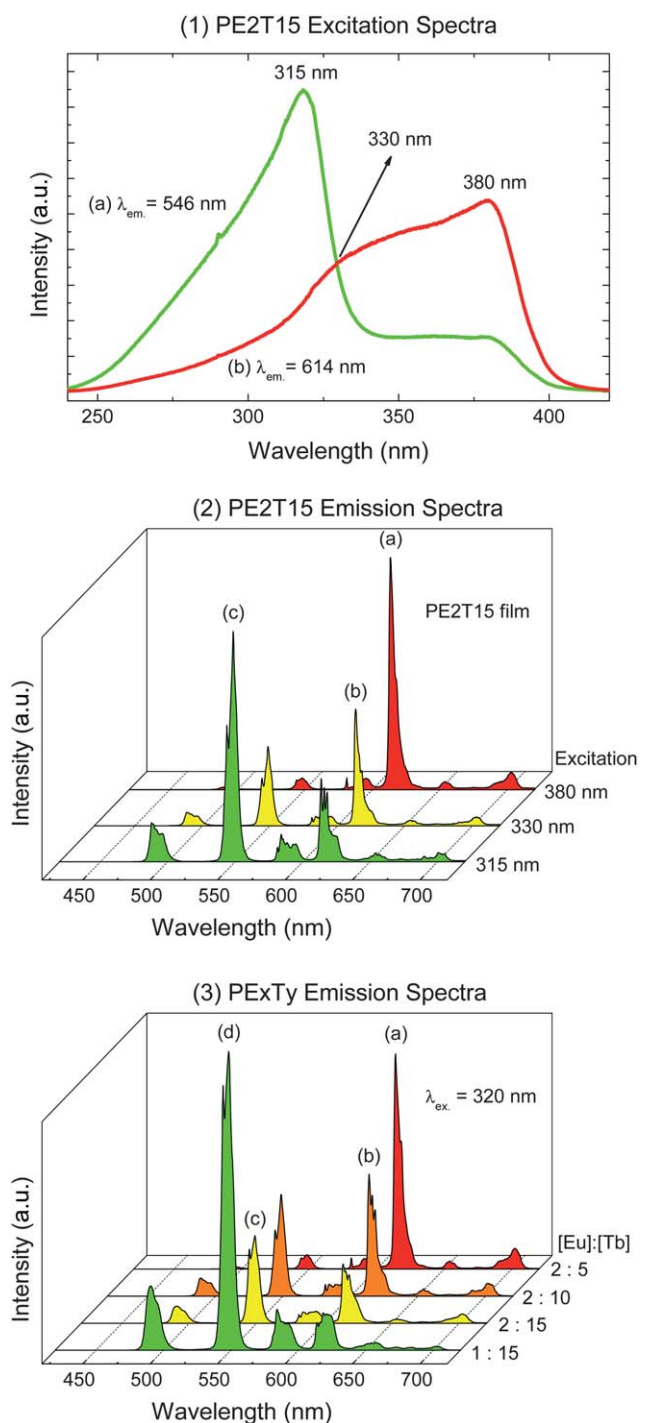 (1) PE2T15 Excitation Spectra
315 nm
330 nm
380 nm
(a) λem. = 546 nm
(b) λem. = 614 nm
Intensity (a.u.)
250 300 350 400
Wavelength (nm)
(2) PE2T15 Emission Spectra
(a)
PE2T15 film
(c)
(b)
Excitation
380 nm
330 nm
315 nm
Intensity (a.u.)
450 500 550 600 650 700
Wavelength (nm)
(3) PExTy Emission Spectra
(d)
(a)
λex. = 320 nm
(b)
(c)
[Eu]:[Tb]
2 : 5
2 : 10
2 : 15
1 : 15
Intensity (a.u.)
450 500 550 600 650 700
Wavelength (nm)